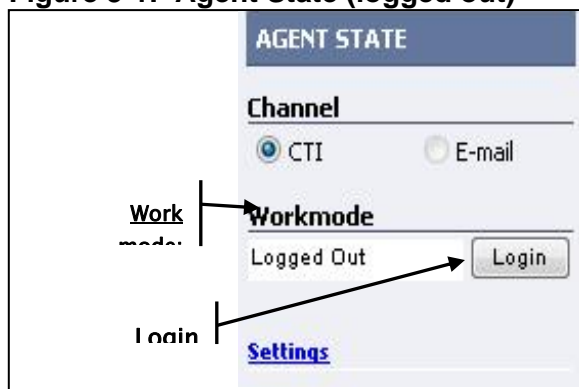 Figure 3-1: Agent State (logged out)
AGENT STATE
Channel
CTI E-mail
Work
mode:
Workmode
Logged Out Login
Login
Settings